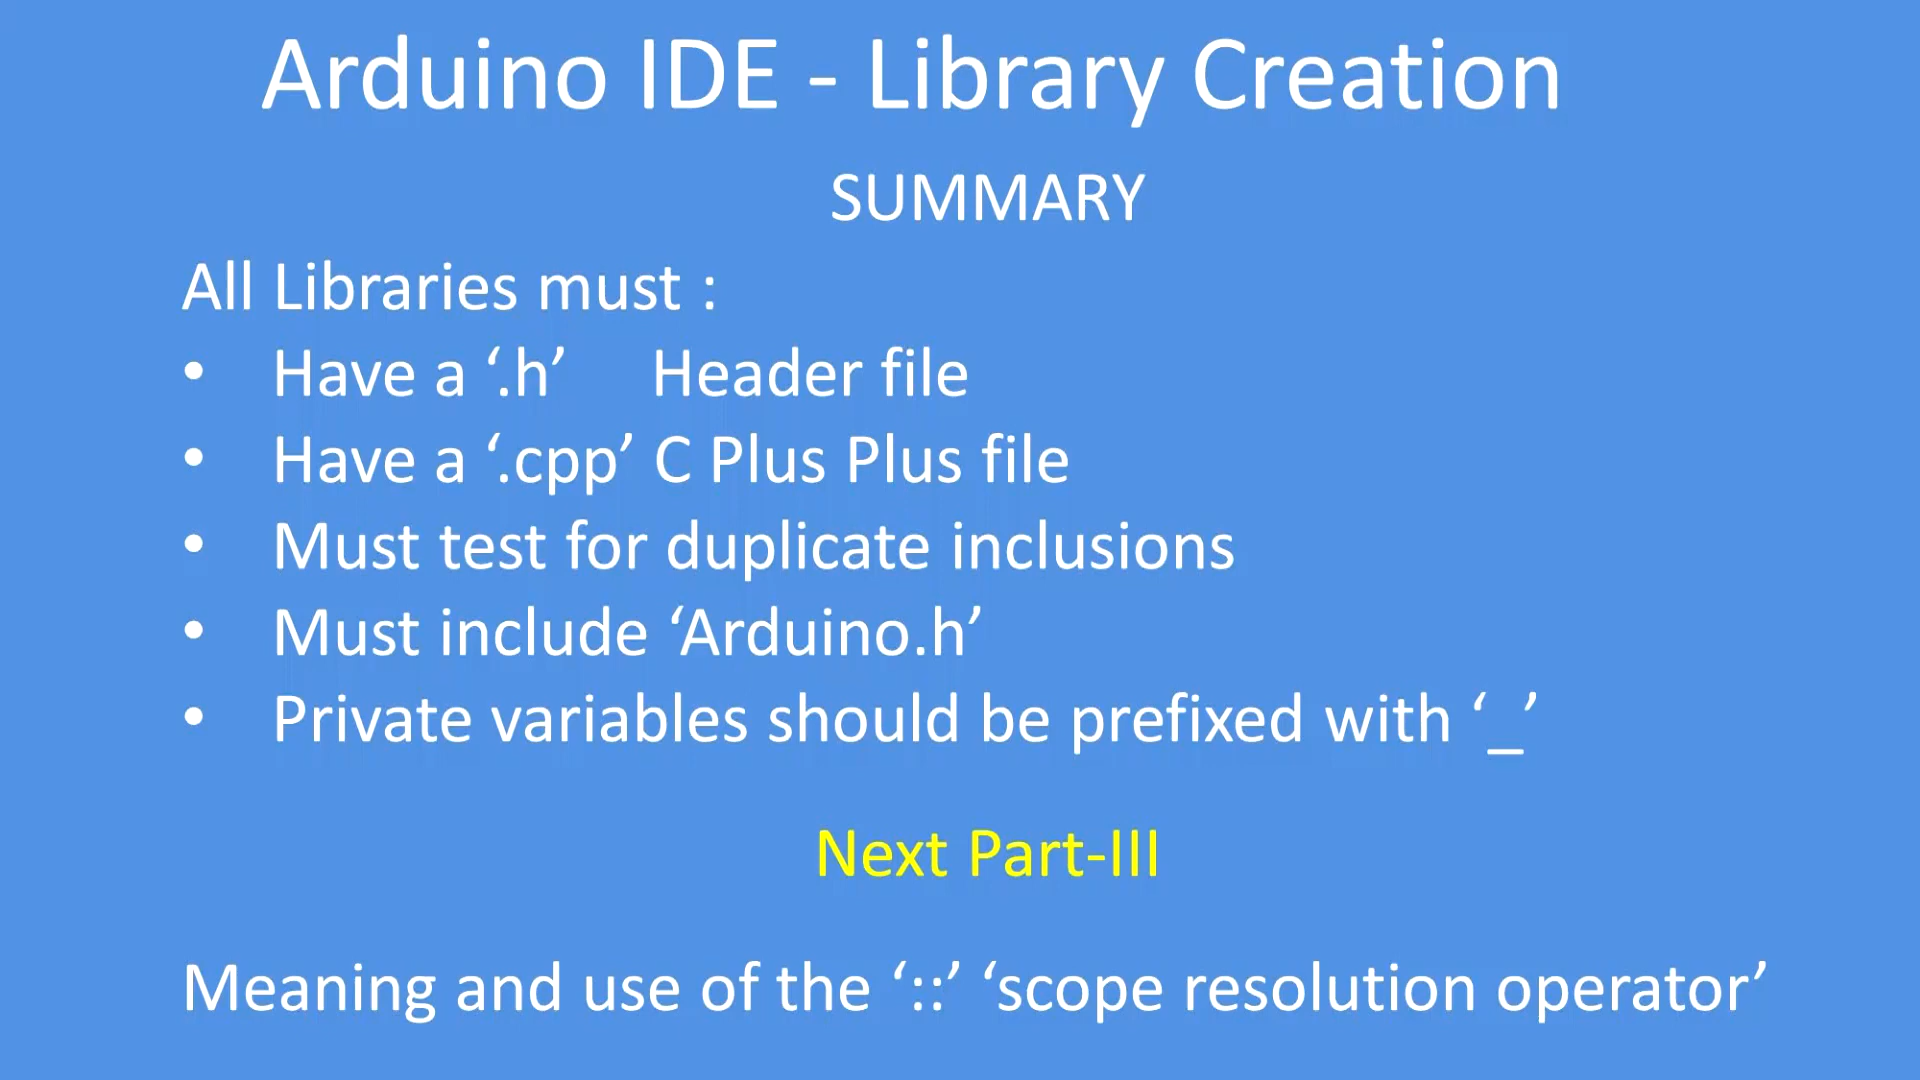 Arduino IDE - Library Creation
SUMMARY
All Libraries must :
• Have a ‘.h’ Header file
• Have a ‘.cpp’ C Plus Plus file
• Must test for duplicate inclusions
• Must include ‘Arduino.h’
• Private variables should be prefixed with ‘_’
Next Part-III
Meaning and use of the ‘::’ ‘scope resolution operator’